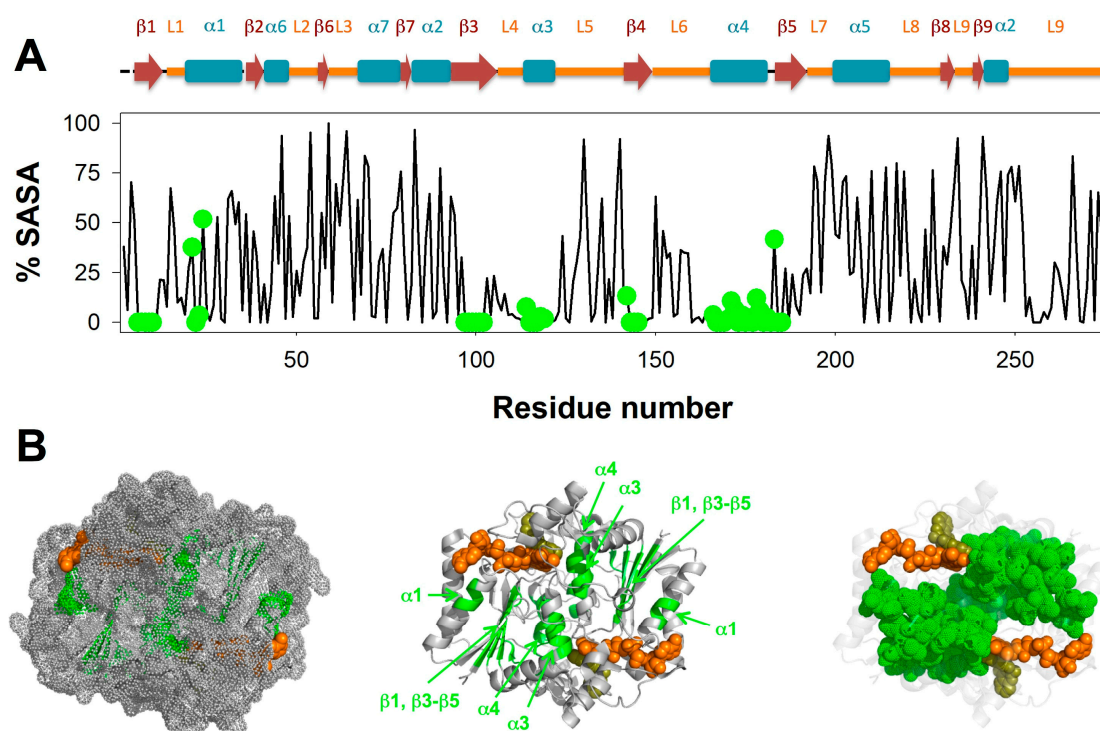 A
β1 L1 α1 β2 α6 L2 β6 L3 α7 β7 α2 β3 L4 α3 L5 β4 L6 α4 β5 L7 α5 L8 β8 L9 β9 α2 L9
100
75
50
25
0
% SASA
50 100 150 200 250
Residue number
B
α4
α3
β1, β3-β5
α1
α1
β1, β3-β5
α4
α3